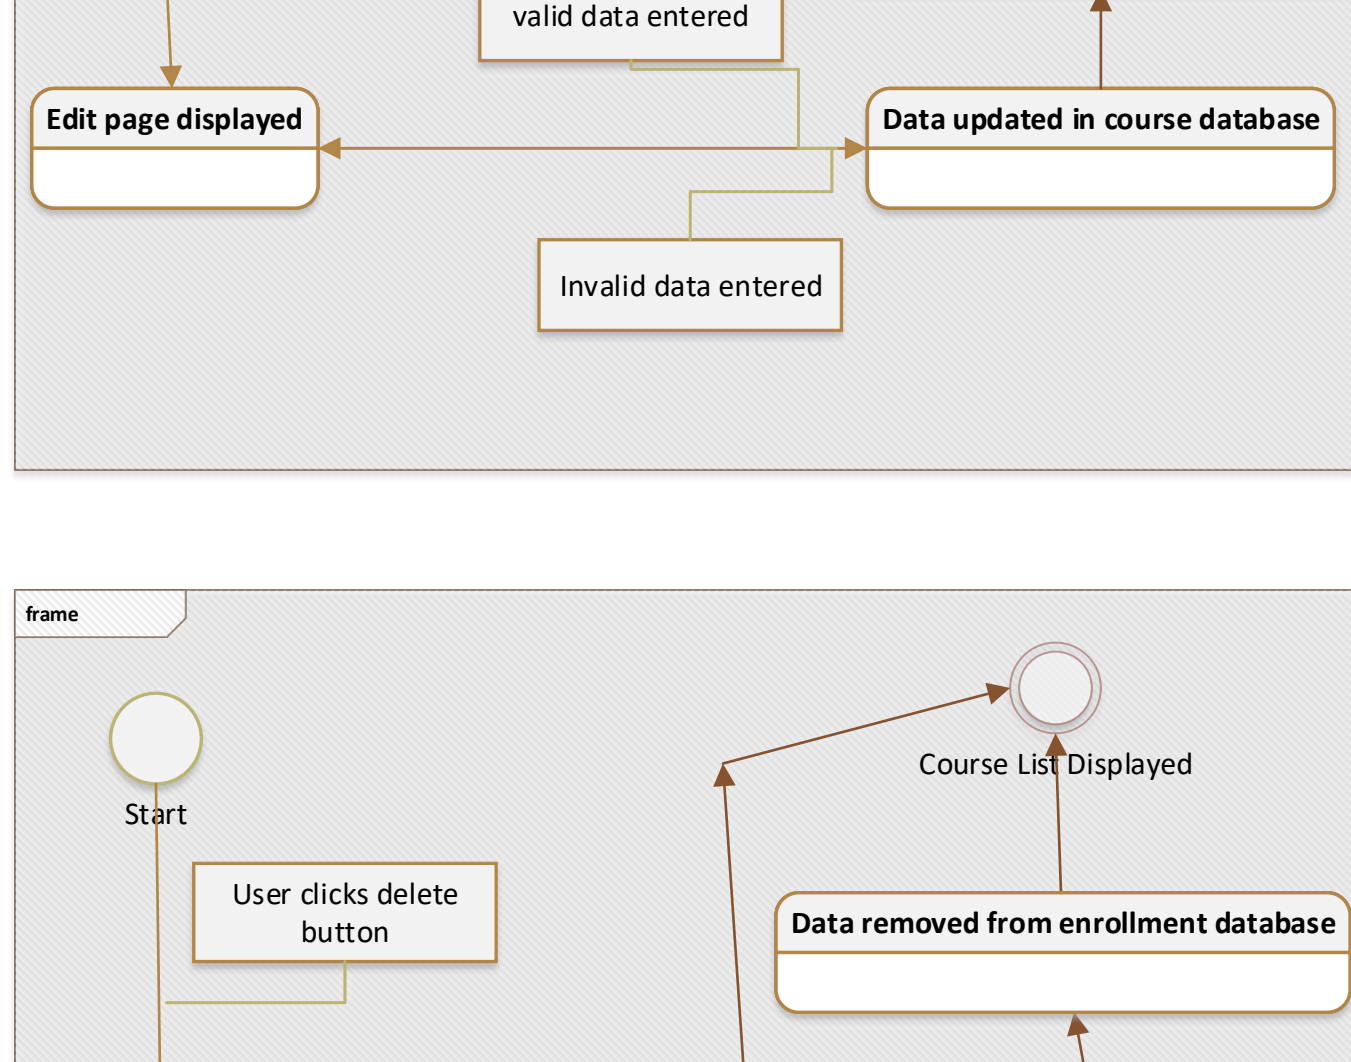 valid data entered
Edit page displayed
Data updated in course database
Invalid data entered
frame
Course List Displayed
Start
User clicks delete
button
Data removed from enrollment database